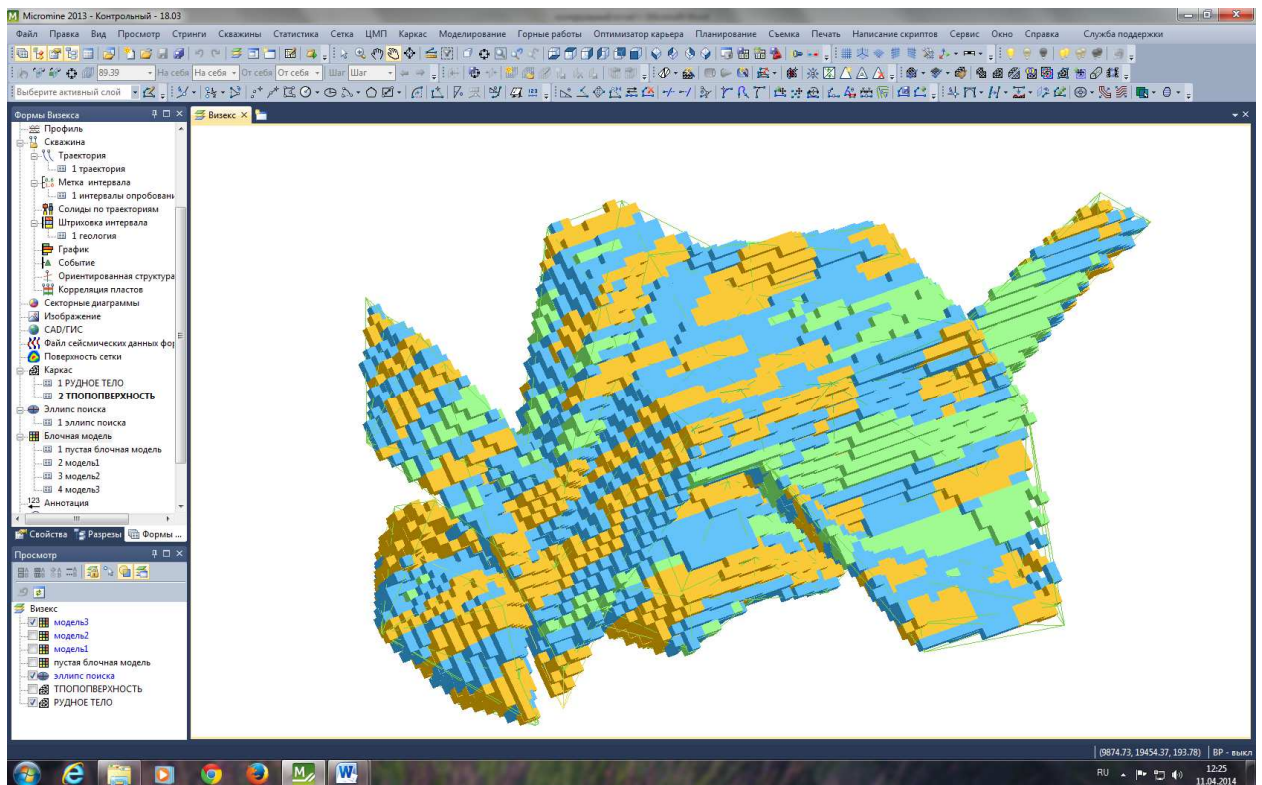 Micromine 2013 - Контрольный - 18.03
Файл Правка Вид Просмотр Стринги Скважины Статистика Сетка ЦМП Каркас Моделирование Горные работы Оптимизатор карьера Планирование Съемка Печать Написание скриптов Сервис Окно Справка Служба поддержки
89.39 На себя На себя От себя От себя Шаг Шаг
Выберите активный слой
Формы Визекса
Визекс
Профиль
Скважина
Траектория
1 траектория
Метка интервала
1 интервалы опробовани
Солиды по траекториям
Штриховка интервала
1 геология
График
Событие
Ориентированная структура
Корреляция пластов
Секторные диаграммы
Изображение
CAD/ГИС
Файл сейсмических данных фор
Поверхность сетки
Каркас
1 РУДНОЕ ТЕЛО
2 ТПОПОПВЕРХНОСТЬ
Эллипс поиска
1 эллипс поиска
Блочная модель
1 пустая блочная модель
2 модель1
3 модель2
4 модель3
123 Аннотация
Свойства Разрезы Формы ...
Просмотр
Визекс
модель3
модель2
модель1
пустая блочная модель
эллипс поиска
ТПОПОПВЕРХНОСТЬ
РУДНОЕ ТЕЛО
(9874.73, 19454.37, 193.78) ВР - выкл
RU
12:25
11.04.2014